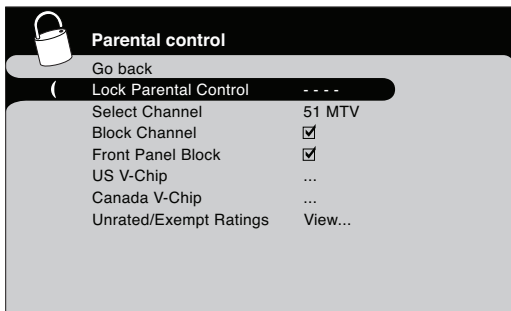 Parental control
Go back
Lock Parental Control - - - -
Select Channel 51 MTV
Block Channel ☑
Front Panel Block ☑
US V-Chip ...
Canada V-Chip ...
Unrated/Exempt Ratings View...